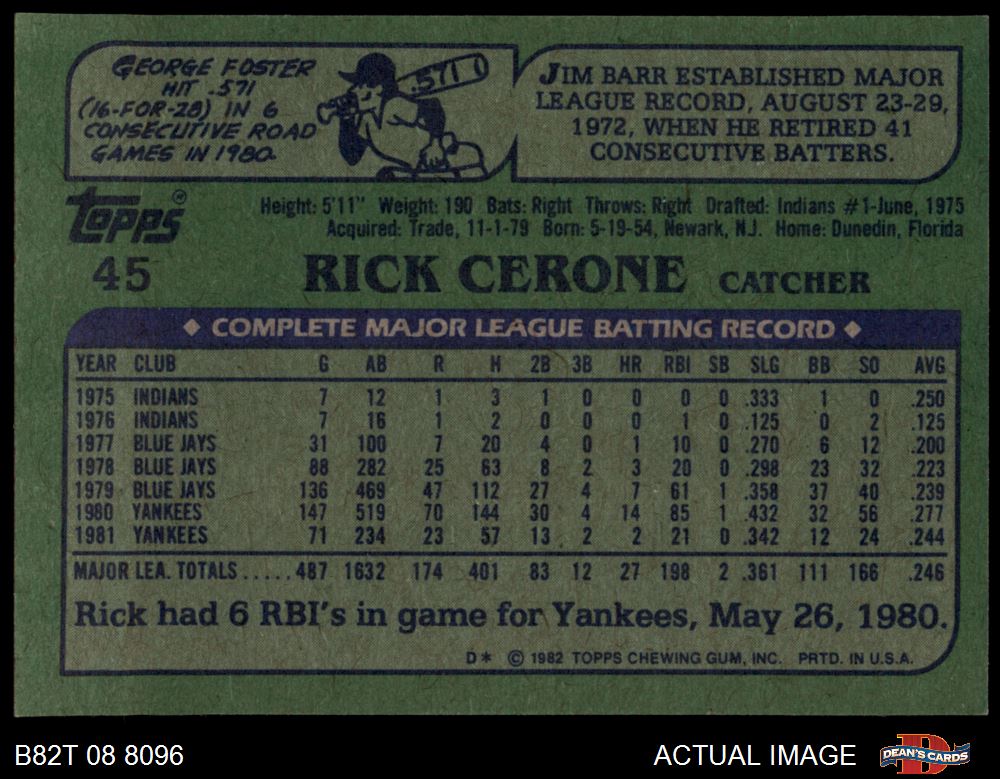 GEORGE FOSTER
HIT .571
(16-FOR-28) IN 6
CONSECUTIVE ROAD
GAMES IN 1980.
.571
JIM BARR ESTABLISHED MAJOR
LEAGUE RECORD, AUGUST 23-29,
1972, WHEN HE RETIRED 41
CONSECUTIVE BATTERS.
Topps®
Height: 5'11" Weight: 190 Bats: Right Throws: Right Drafted: Indians #1-June, 1975
Acquired: Trade, 11-1-79 Born: 5-19-54, Newark, N.J. Home: Dunedin, Florida
45 RICK CERONE CATCHER
◆ COMPLETE MAJOR LEAGUE BATTING RECORD ◆
YEAR CLUB G AB R H 2B 3B HR RBI SB SLG BB SO AVG
1975 INDIANS 7 12 1 3 1 0 0 0 0 .333 1 0 .250
1976 INDIANS 7 16 1 2 0 0 0 1 0 .125 0 2 .125
1977 BLUE JAYS 31 100 7 20 4 0 1 10 0 .270 6 12 .200
1978 BLUE JAYS 88 282 25 63 8 2 3 20 0 .298 23 32 .223
1979 BLUE JAYS 136 469 47 112 27 4 7 61 1 .358 37 40 .239
1980 YANKEES 147 519 70 144 30 4 14 85 1 .432 32 56 .277
1981 YANKEES 71 234 23 57 13 2 2 21 0 .342 12 24 .244
MAJOR LEA. TOTALS.....487 1632 174 401 83 12 27 198 2 .361 111 166 .246
Rick had 6 RBI's in game for Yankees, May 26, 1980.
D* © 1982 TOPPS CHEWING GUM, INC. PRTD. IN U.S.A.
B82T 08 8096
ACTUAL IMAGE
DEAN'S CARDS